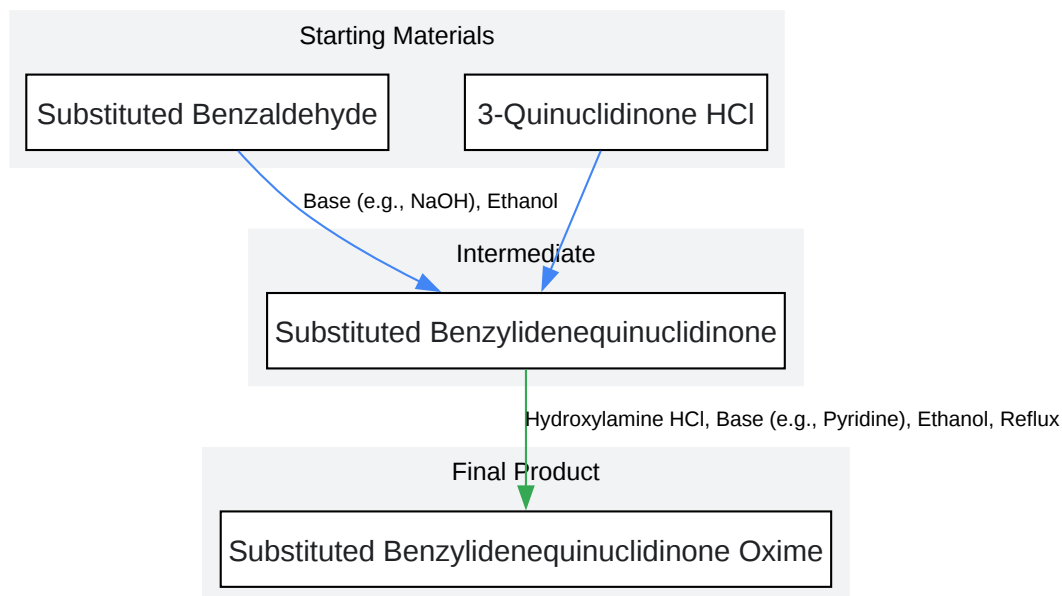 Starting Materials
Substituted Benzaldehyde
3-Quinuclidinone HCl
Base (e.g., NaOH), Ethanol
Intermediate
Substituted Benzylidenequinuclidinone
Hydroxylamine HCl, Base (e.g., Pyridine), Ethanol, Reflux
Final Product
Substituted Benzylidenequinuclidinone Oxime